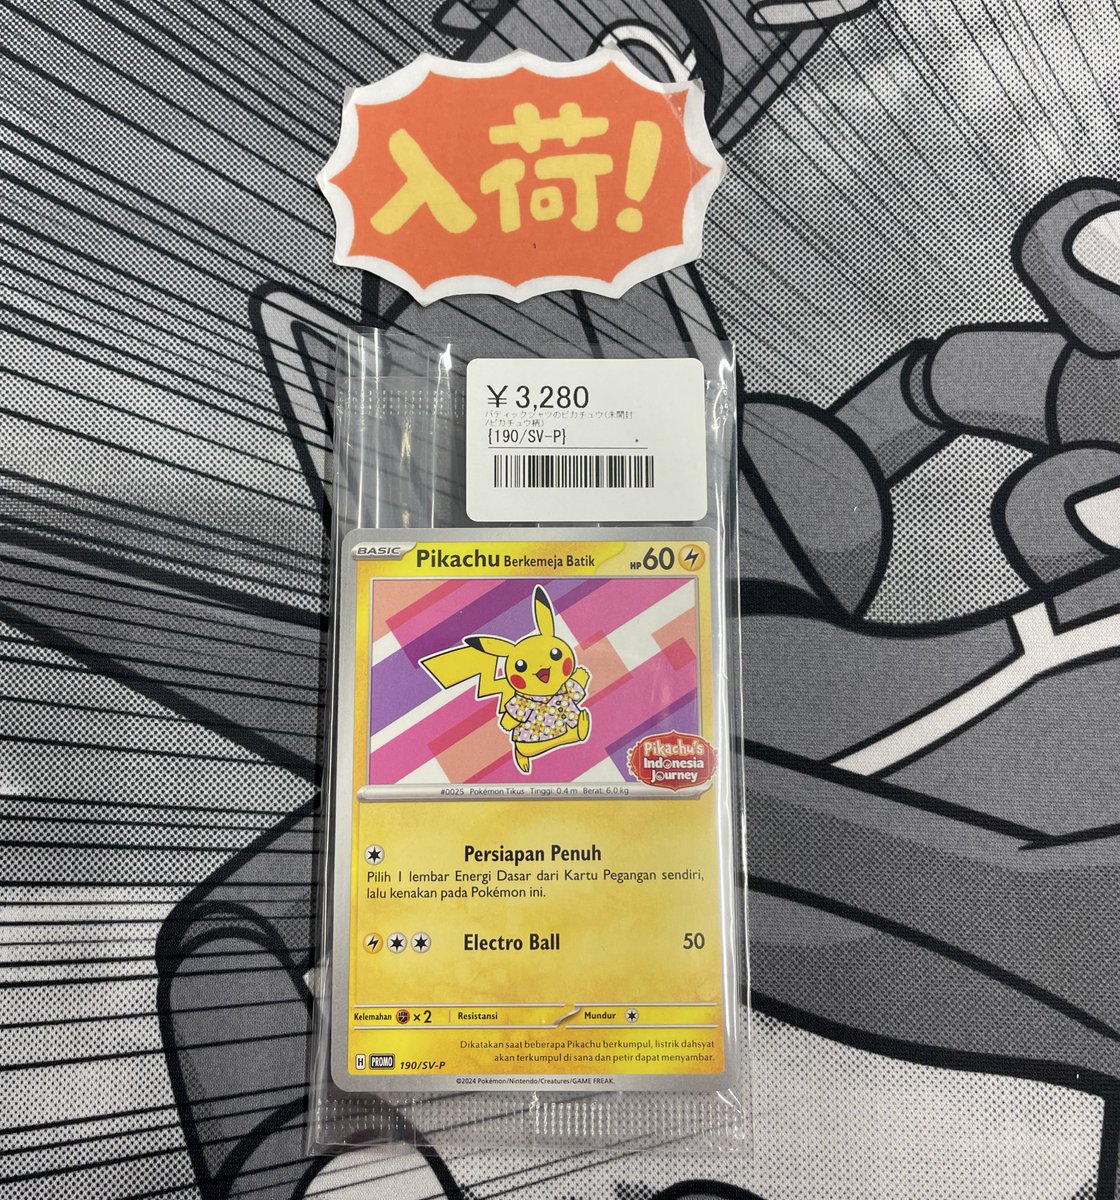 入荷!
¥ 3,280
バティックシャツのピカチュウ(未開封
/ピカチュウ柄)
{190/SV-P}
BASIC
Pikachu Berkemeja Batik
HP 60
Pikachu's
Indonesia
Journey
#0025 Pokémon Tikus Tinggi: 0.4 m Berat: 6.0 kg
Persiapan Penuh
Pilih 1 lembar Energi Dasar dari Kartu Pegangan sendiri,
lalu kenakan pada Pokémon ini.
Electro Ball 50
Kelemahan ×2 Resistansi Mundur
Dikatakan saat beberapa Pikachu berkumpul, listrik dahsyat
akan terkumpul di sana dan petir dapat menyambar.
H PROMO 190/SV-P
©2024 Pokémon/Nintendo/Creatures/GAME FREAK.